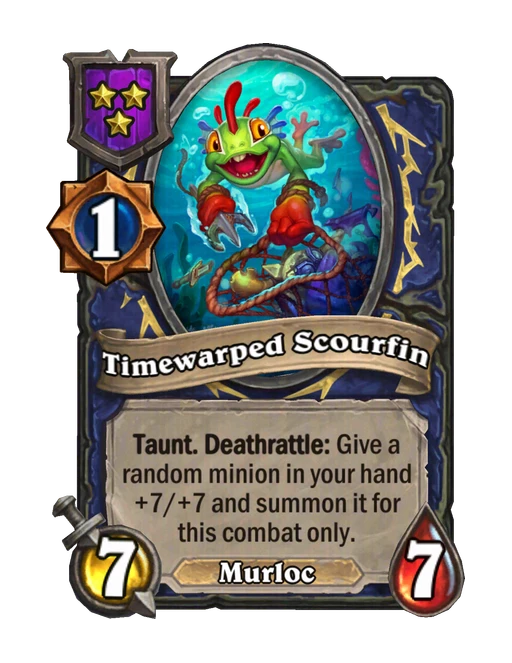 1
Timewarped Scourfin
Taunt. Deathrattle: Give a
random minion in your hand
+7/+7 and summon it for
this combat only.
7
Murloc
7